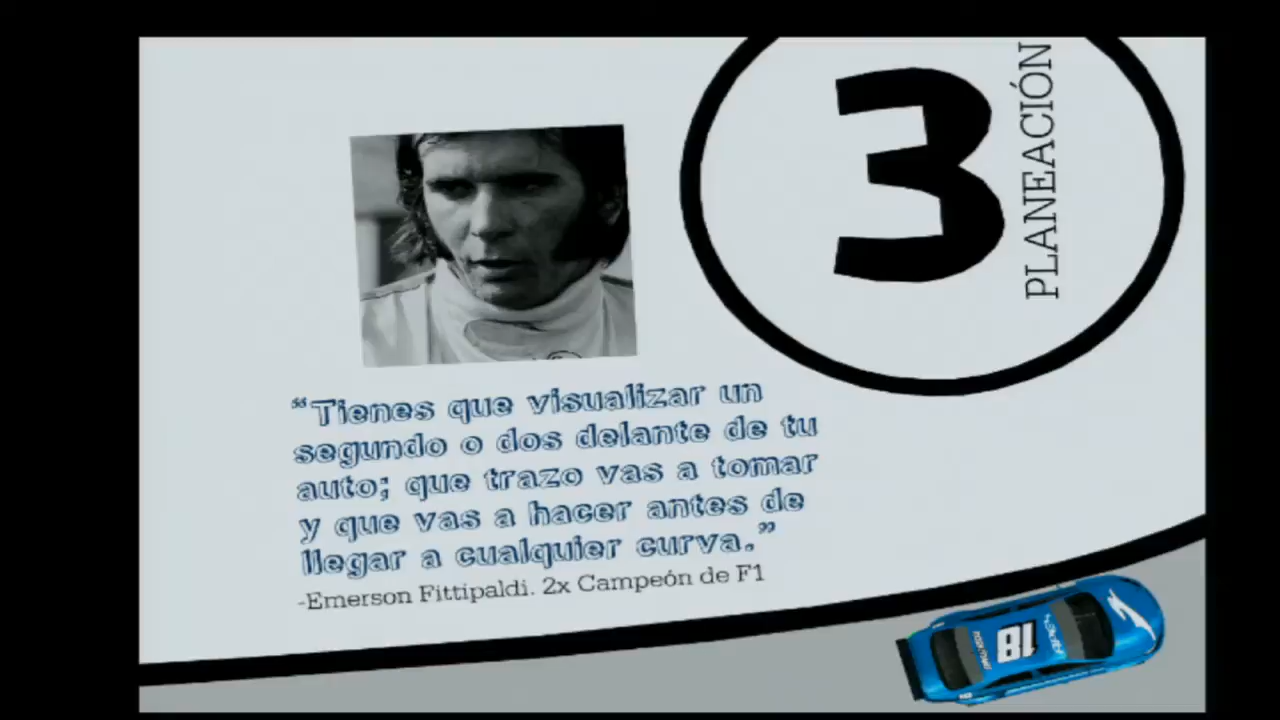 3
PLANEACIÓN
“Tienes que visualizar un
segundo o dos delante de tu
auto; que trazo vas a tomar
y que vas a hacer antes de
llegar a cualquier curva.”
-Emerson Fittipaldi. 2x Campeón de F1
18